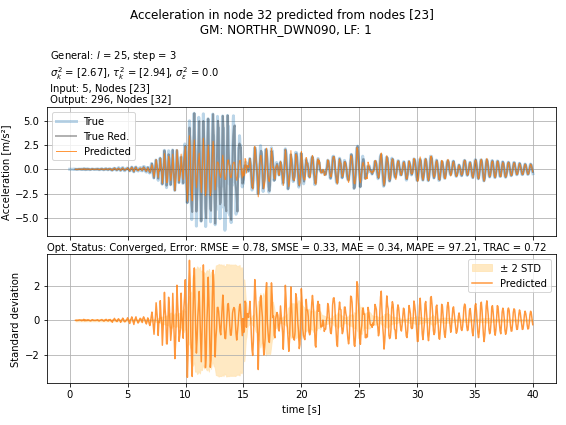 Acceleration in node 32 predicted from nodes [23]
GM: NORTHR_DWN090, LF: 1
General: l = 25, step = 3
σ²ₖ = [2.67], τ²ₖ = [2.94], σ²ε = 0.0
Input: 5, Nodes [23]
Output: 296, Nodes [32]
Acceleration [m/s²]
5.0
2.5
0.0
−2.5
−5.0
True
True Red.
Predicted
Opt. Status: Converged, Error: RMSE = 0.78, SMSE = 0.33, MAE = 0.34, MAPE = 97.21, TRAC = 0.72
Standard deviation
2
0
−2
± 2 STD
Predicted
0 5 10 15 20 25 30 35 40
time [s]